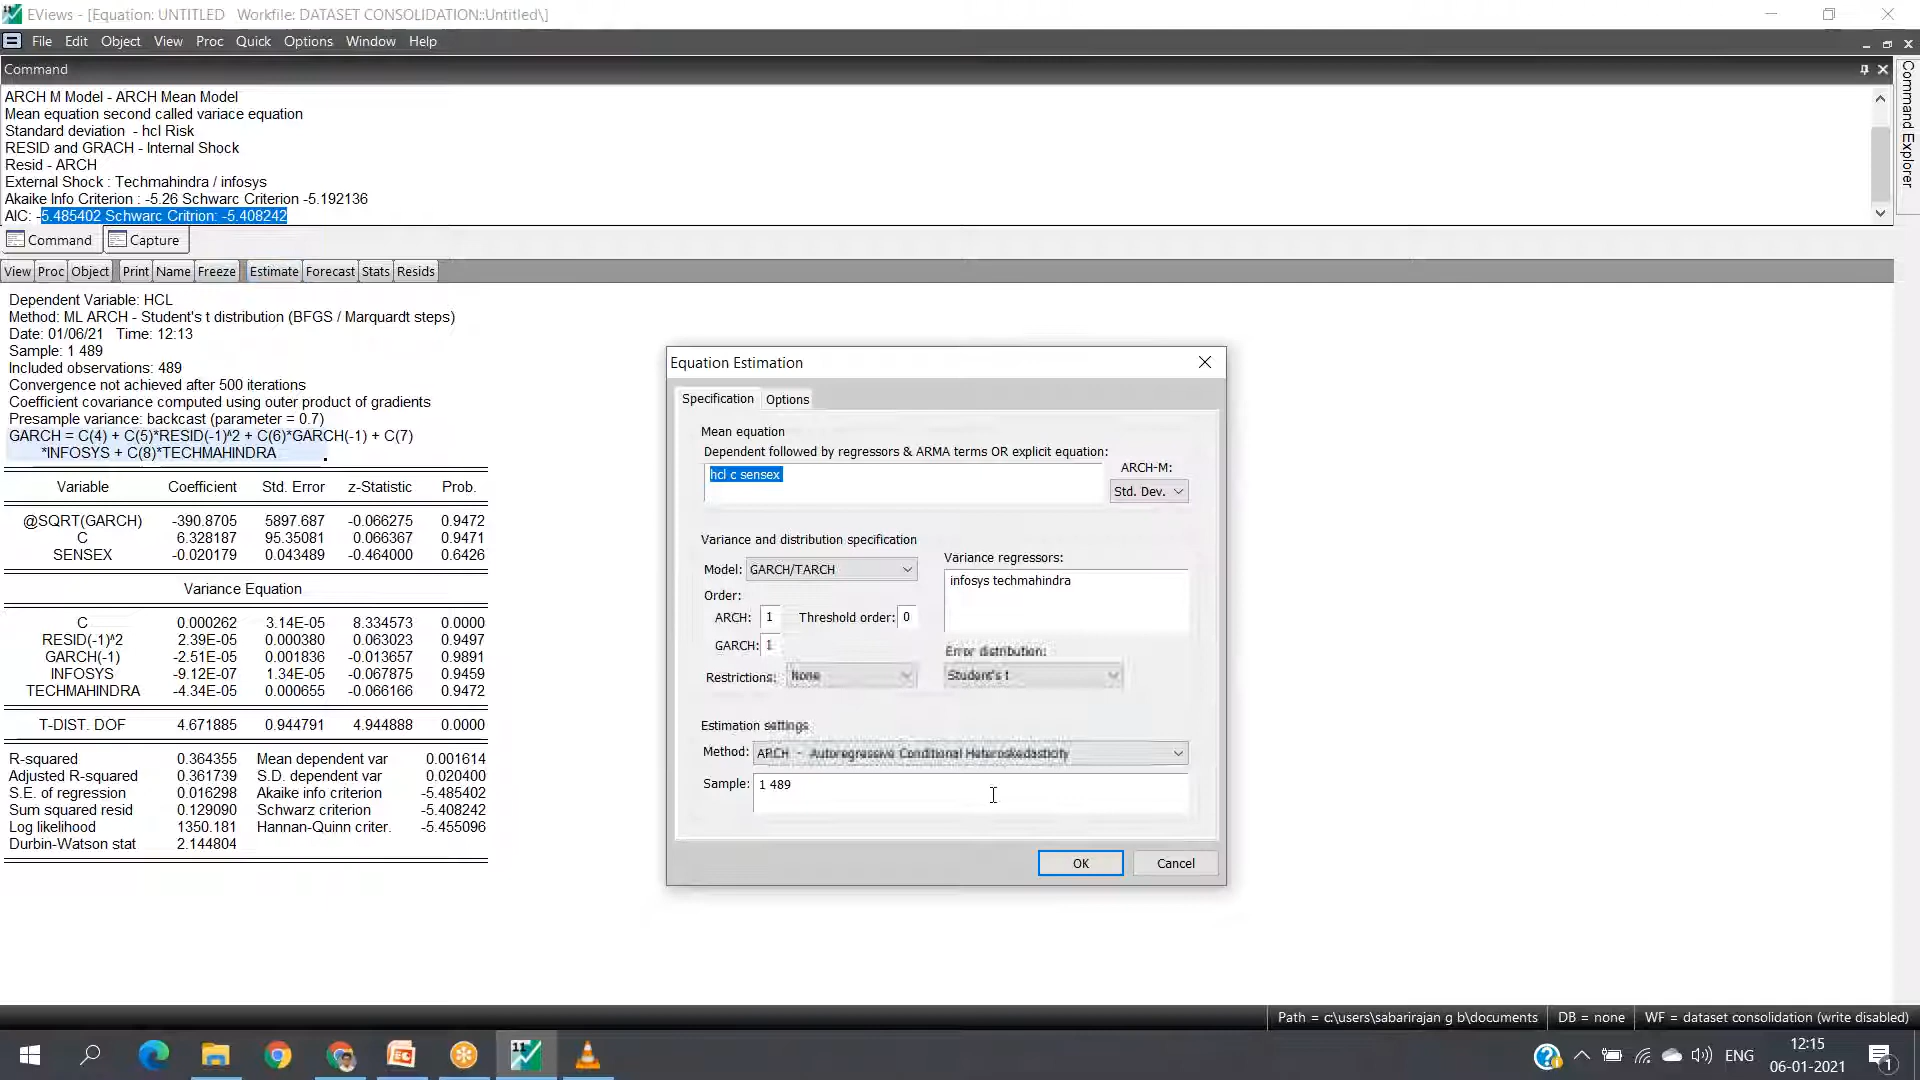 EViews - [Equation: UNTITLED   Workfile: DATASET CONSOLIDATION::Untitled\]
File Edit Object View Proc Quick Options Window Help
Command
Command Explorer
ARCH M Model - ARCH Mean Model
Mean equation second called variace equation
Standard deviation  - hcl Risk
RESID and GRACH - Internal Shock
Resid - ARCH
External Shock : Techmahindra / infosys
Akaike Info Criterion : -5.26 Schwarc Criterion -5.192136
AIC: -5.485402 Schwarc Critrion: -5.408242
Command Capture
View Proc Object Print Name Freeze Estimate Forecast Stats Resids
Dependent Variable: HCL
Method: ML ARCH - Student's t distribution (BFGS / Marquardt steps)
Date: 01/06/21   Time: 12:13
Sample: 1 489
Included observations: 489
Convergence not achieved after 500 iterations
Coefficient covariance computed using outer product of gradients
Presample variance: backcast (parameter = 0.7)
GARCH = C(4) + C(5)*RESID(-1)^2 + C(6)*GARCH(-1) + C(7)
*INFOSYS + C(8)*TECHMAHINDRA
Variable Coefficient Std. Error z-Statistic Prob.
@SQRT(GARCH) -390.8705 5897.687 -0.066275 0.9472
C 6.328187 95.35081 0.066367 0.9471
SENSEX -0.020179 0.043489 -0.464000 0.6426
Variance Equation
C 0.000262 3.14E-05 8.334573 0.0000
RESID(-1)^2 2.39E-05 0.000380 0.063023 0.9497
GARCH(-1) -2.51E-05 0.001836 -0.013657 0.9891
INFOSYS -9.12E-07 1.34E-05 -0.067875 0.9459
TECHMAHINDRA -4.34E-05 0.000655 -0.066166 0.9472
T-DIST. DOF 4.671885 0.944791 4.944888 0.0000
R-squared 0.364355 Mean dependent var 0.001614
Adjusted R-squared 0.361739 S.D. dependent var 0.020400
S.E. of regression 0.016298 Akaike info criterion -5.485402
Sum squared resid 0.129090 Schwarz criterion -5.408242
Log likelihood 1350.181 Hannan-Quinn criter. -5.455096
Durbin-Watson stat 2.144804
Equation Estimation
Specification Options
Mean equation
Dependent followed by regressors & ARMA terms OR explicit equation:
hcl c sensex
ARCH-M:
Std. Dev.
Variance and distribution specification
Model: GARCH/TARCH
Variance regressors:
infosys techmahindra
Order:
ARCH: 1 Threshold order: 0
GARCH: 1
Error distribution:
Restrictions: None
Student's t
Estimation settings
Method: ARCH - Autoregressive Conditional Heteroskedasticity
Sample: 1 489
OK Cancel
Path = c:\users\sabarirajan g b\documents DB = none WF = dataset consolidation (write disabled)
11
ENG
12:15
06-01-2021
1